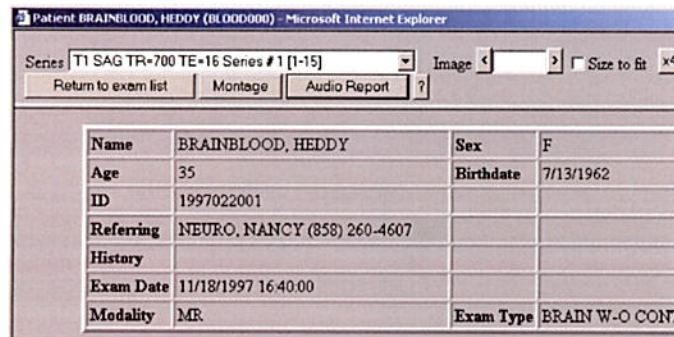 Patient BRAINBLOOD, HEDDY (BLOOD000) - Microsoft Internet Explorer
Series T1 SAG TR=700 TE=16 Series # 1 [1-15] Image < > Size to fit x4
Return to exam list Montage Audio Report ?
Name BRAINBLOOD, HEDDY Sex F
Age 35 Birthdate 7/13/1962
ID 1997022001
Referring NEURO, NANCY (858) 260-4607
History
Exam Date 11/18/1997 16:40:00
Modality MR Exam Type BRAIN W-O CONT